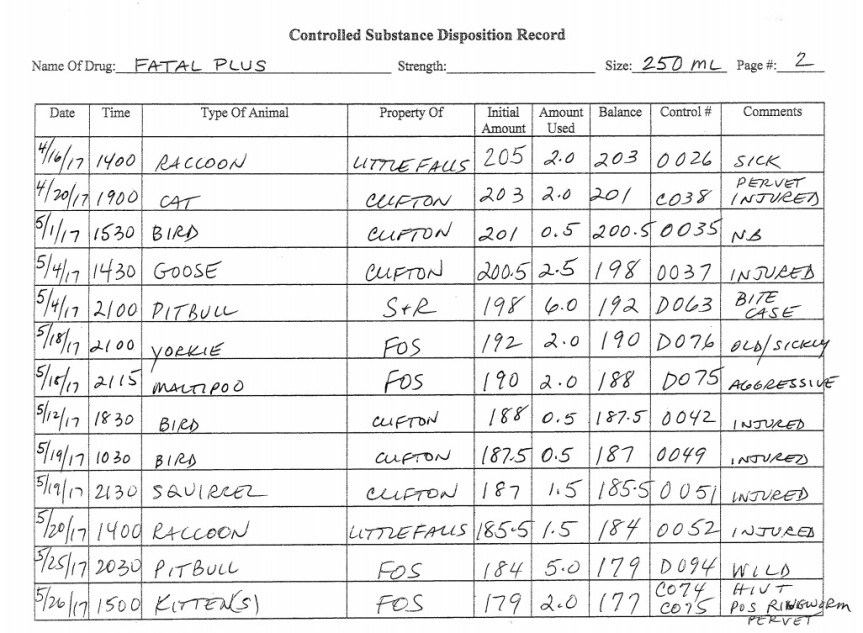 Controlled Substance Disposition Record
Name Of Drug: FATAL PLUS Strength: Size: 250 ML Page #: 2
Date Time Type Of Animal Property Of Initial Amount Amount Used Balance Control # Comments
4/16/17 1400 RACCOON LITTLE FALLS 205 2.0 203 0026 SICK
4/20/17 1900 CAT CLIFTON 203 2.0 201 C038 PERVET INJURED
5/1/17 1530 BIRD CLIFTON 201 0.5 200.5 0035 NB
5/4/17 1430 GOOSE CLIFTON 200.5 2.5 198 0037 INJURED
5/4/17 2100 PITBULL S+R 198 6.0 192 D063 BITE CASE
5/18/17 2100 YORKIE FOS 192 2.0 190 D076 OLD/SICKLY
5/18/17 2115 MALTIPOO FOS 190 2.0 188 D075 AGGRESSIVE
5/12/17 1830 BIRD CLIFTON 188 0.5 187.5 0042 INJURED
5/19/17 1030 BIRD CLIFTON 187.5 0.5 187 0049 INJURED
5/19/17 2130 SQUIRREL CLIFTON 187 1.5 185.5 0051 INJURED
5/20/17 1400 RACCOON LITTLE FALLS 185.5 1.5 184 0052 INJURED
5/25/17 2030 PITBULL FOS 184 5.0 179 D094 WILD
5/26/17 1500 KITTEN(S) FOS 179 2.0 177 C074 C075 POS RINGWORM PERVET